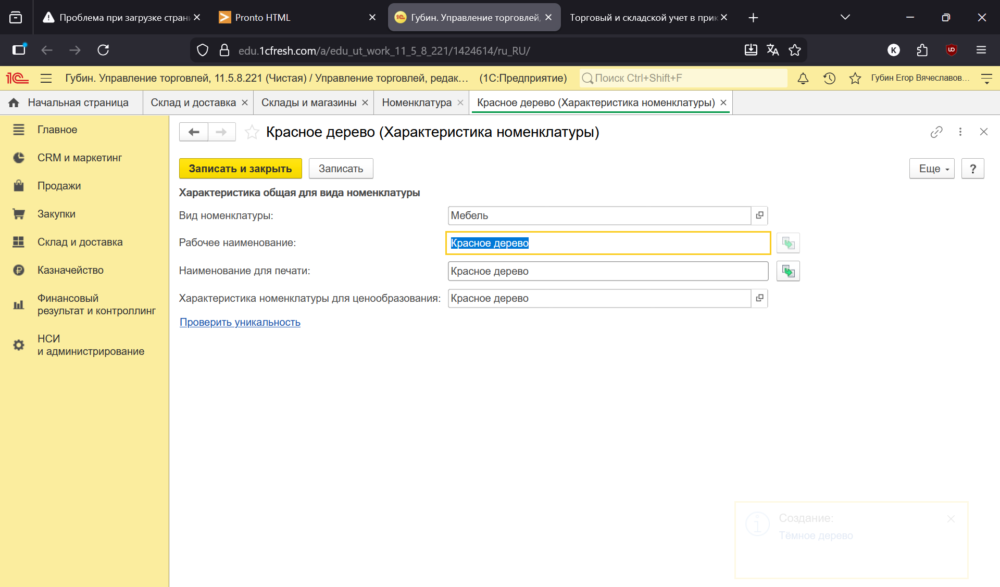 Проблема при загрузке страни
Pronto HTML
Губин. Управление торговлей,
Торговый и складской учет в прик
edu.1cfresh.com/a/edu_ut_work_11_5_8_221/1424614/ru_RU/
K
Губин. Управление торговлей, 11.5.8.221 (Чистая) / Управление торговлей, редак... (1С:Предприятие)
Поиск Ctrl+Shift+F
Губин Егор Вячеславов...
Начальная страница
Склад и доставка
Склады и магазины
Номенклатура
Красное дерево (Характеристика номенклатуры)
Главное
CRM и маркетинг
Продажи
Закупки
Склад и доставка
Казначейство
Финансовый
результат и контроллинг
НСИ
и администрирование
Красное дерево (Характеристика номенклатуры)
Записать и закрыть
Записать
Еще
?
Характеристика общая для вида номенклатуры
Вид номенклатуры:
Мебель
Рабочее наименование:
Красное дерево
Наименование для печати:
Красное дерево
Характеристика номенклатуры для ценообразования:
Красное дерево
Проверить уникальность
Создание:
Тёмное дерево